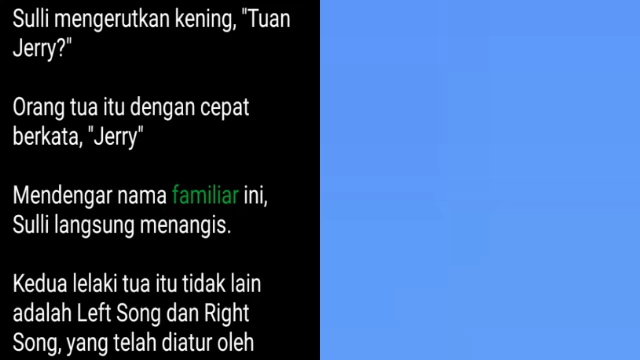 Sulli mengerutkan kening, "Tuan
Jerry?"
Orang tua itu dengan cepat
berkata, "Jerry"
Mendengar nama familiar ini,
Sulli langsung menangis.
Kedua lelaki tua itu tidak lain
adalah Left Song dan Right
Song, yang telah diatur oleh